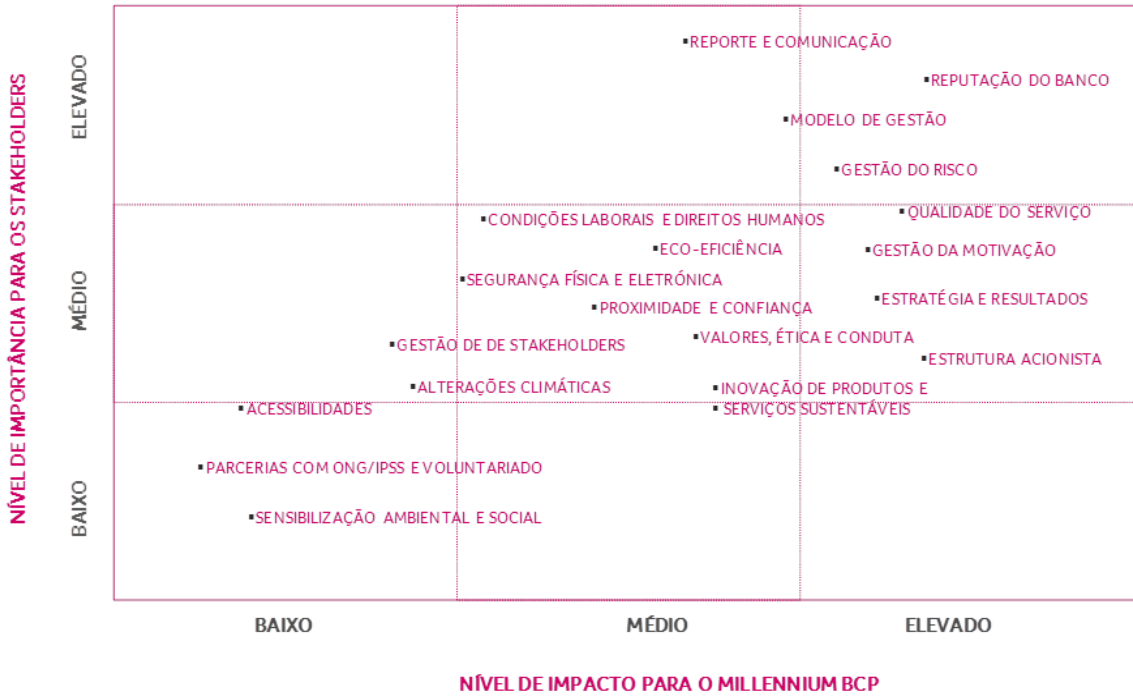 NÍVEL DE IMPORTÂNCIA PARA OS STAKEHOLDERS
ELEVADO
MÉDIO
BAIXO
REPORTE E COMUNICAÇÃO
REPUTAÇÃO DO BANCO
MODELO DE GESTÃO
GESTÃO DO RISCO
QUALIDADE DO SERVIÇO
CONDIÇÕES LABORAIS E DIREITOS HUMANOS
ECO-EFICIÊNCIA
GESTÃO DA MOTIVAÇÃO
SEGURANÇA FÍSICA E ELETRÓNICA
ESTRATÉGIA E RESULTADOS
PROXIMIDADE E CONFIANÇA
VALORES, ÉTICA E CONDUTA
GESTÃO DE DE STAKEHOLDERS
ESTRUTURA ACIONISTA
ALTERAÇÕES CLIMÁTICAS
INOVAÇÃO DE PRODUTOS E
SERVIÇOS SUSTENTÁVEIS
ACESSIBILIDADES
PARCERIAS COM ONG/IPSS E VOLUNTARIADO
SENSIBILIZAÇÃO AMBIENTAL E SOCIAL
BAIXO
MÉDIO
ELEVADO
NÍVEL DE IMPACTO PARA O MILLENNIUM BCP